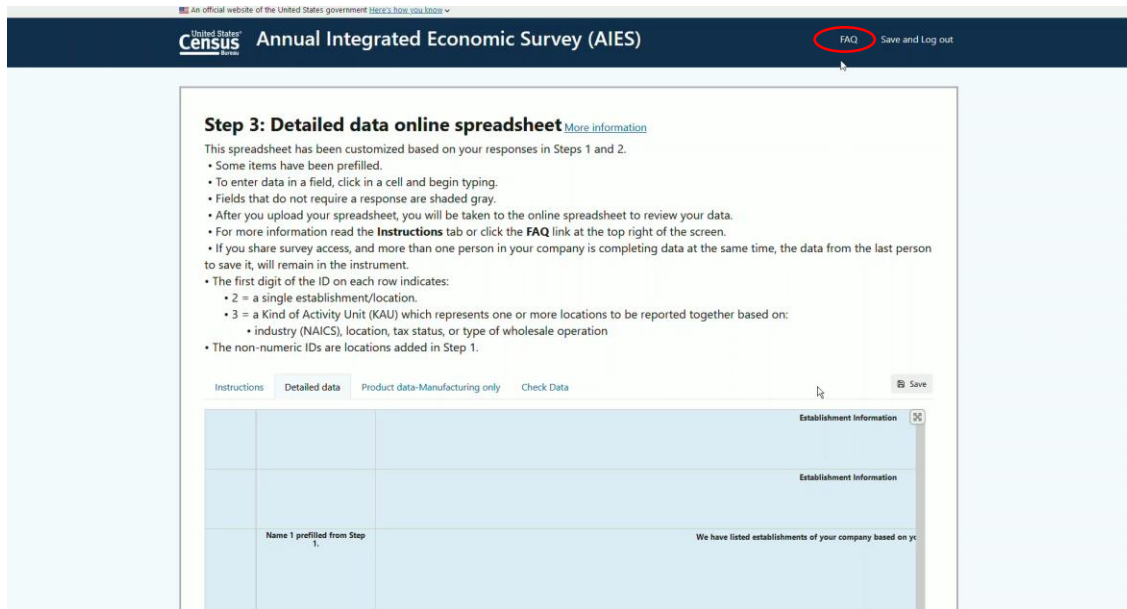 An official website of the United States government Here's how you know
United States®
Census
Bureau
Annual Integrated Economic Survey (AIES)
FAQ
Save and Log out
Step 3: Detailed data online spreadsheet More information
This spreadsheet has been customized based on your responses in Steps 1 and 2.
• Some items have been prefilled.
• To enter data in a field, click in a cell and begin typing.
• Fields that do not require a response are shaded gray.
• After you upload your spreadsheet, you will be taken to the online spreadsheet to review your data.
• For more information read the Instructions tab or click the FAQ link at the top right of the screen.
• If you share survey access, and more than one person in your company is completing data at the same time, the data from the last person
to save it, will remain in the instrument.
• The first digit of the ID on each row indicates:
• 2 = a single establishment/location.
• 3 = a Kind of Activity Unit (KAU) which represents one or more locations to be reported together based on:
• industry (NAICS), location, tax status, or type of wholesale operation
• The non-numeric IDs are locations added in Step 1.
Instructions
Detailed data
Product data-Manufacturing only
Check Data
Save
Establishment Information
Establishment Information
Name 1 prefilled from Step
1.
We have listed establishments of your company based on